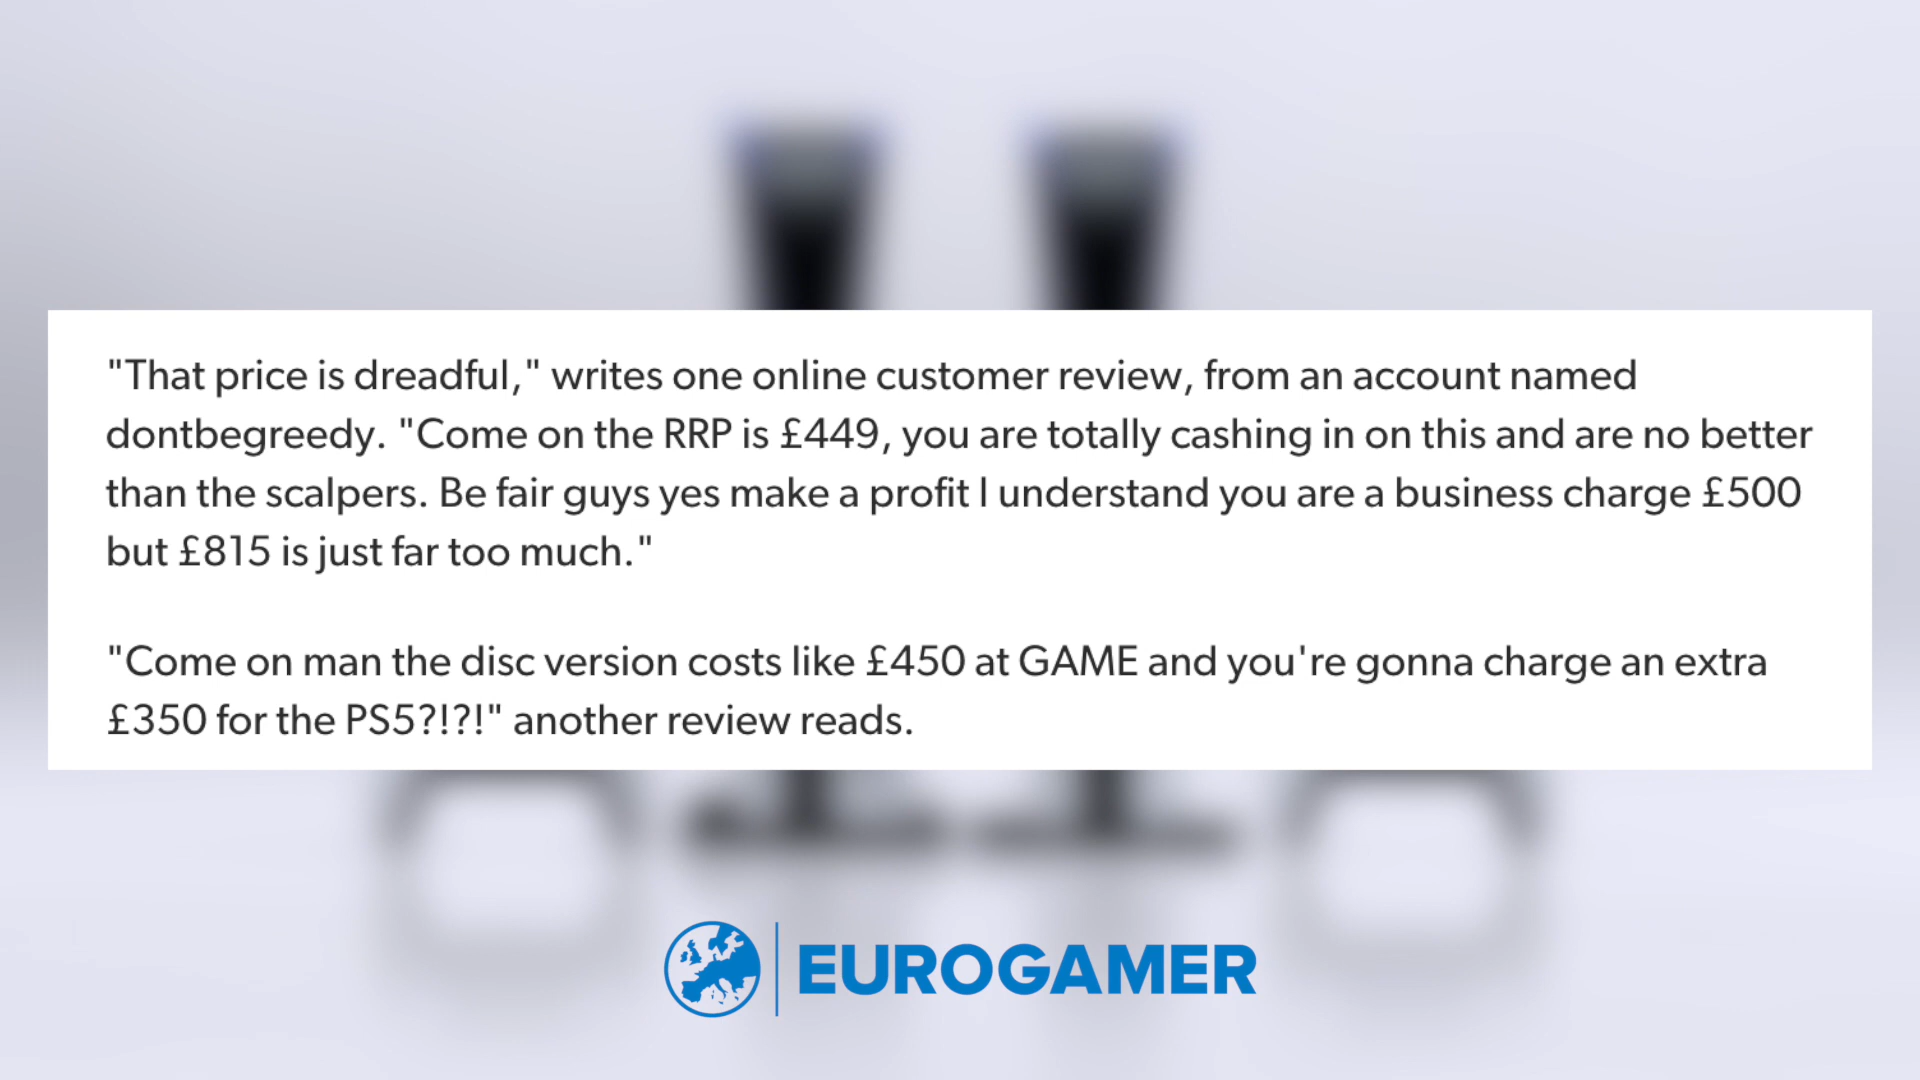 "That price is dreadful," writes one online customer review, from an account named
dontbegreedy. "Come on the RRP is £449, you are totally cashing in on this and are no better
than the scalpers. Be fair guys yes make a profit I understand you are a business charge £500
but £815 is just far too much."
"Come on man the disc version costs like £450 at GAME and you're gonna charge an extra
£350 for the PS5?!?!" another review reads.
EUROGAMER